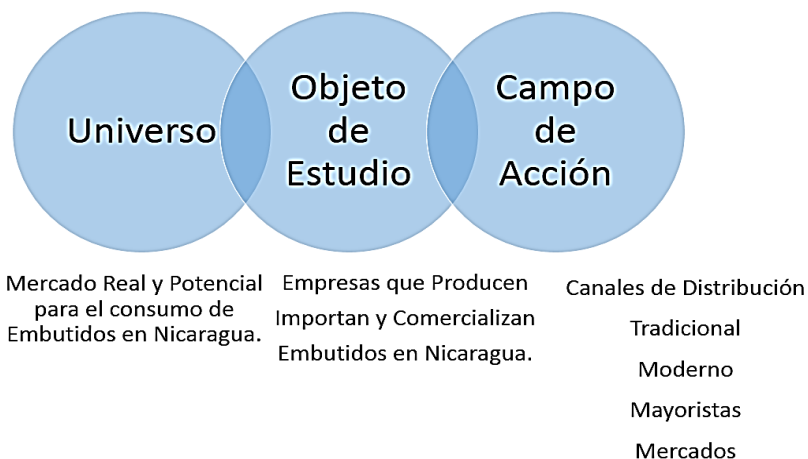 Universo
Objeto
de
Estudio
Campo
de
Acción
Mercado Real y Potencial
para el consumo de
Embutidos en Nicaragua.
Empresas que Producen
Importan y Comercializan
Embutidos en Nicaragua.
Canales de Distribución
Tradicional
Moderno
Mayoristas
Mercados